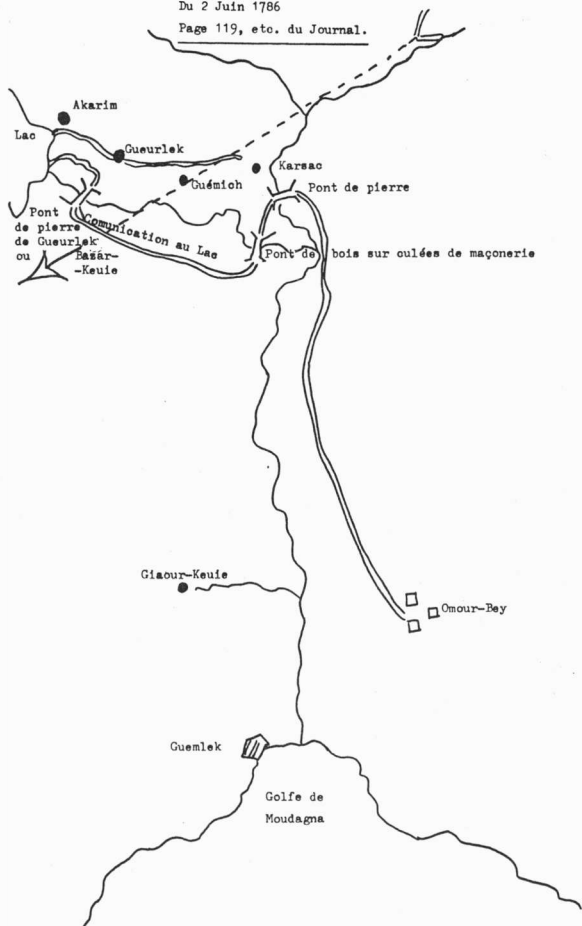 Du 2 Juin 1786
Page 119, etc. du Journal.
Akarim
Lac
Gueurlek
Karsac
Guémich
Pont de pierre
Pont
de pierre
de Gueurlek
ou Bazar-
-Keuie
Comunication au Lac
Pont de bois sur culées de maçonerie
Giaour-Keuie
Omour-Bey
Guemlek
Golfe de
Moudagna